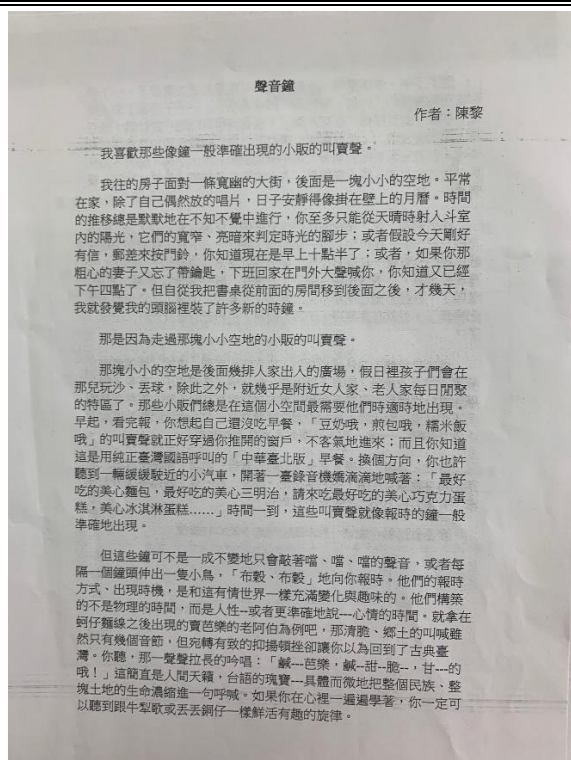 聲音鐘
作者：陳黎
我喜歡那些像鐘一般準確出現的小販的叫賣聲。
我往的房子面對一條寬幽的大街，後面是一塊小小的空地。平常
在家，除了自己偶然放的唱片，日子安靜得像掛在壁上的月曆。時間
的推移總是默默地在不知不覺中進行，你至多只能從天晴時射入斗室
內的陽光，它們的寬窄、亮暗來判定時光的腳步；或者假設今天剛好
有信，郵差來按門鈴，你知道現在是早上十點半了；或者，如果你那
粗心的妻子又忘了帶鑰匙，下班回家在門外大聲喊你，你知道又已經
下午四點了。但自從我把書桌從前面的房間移到後面之後，才幾天，
我就發覺我的頭腦裡裝了許多新的時鐘。
那是因為走過那塊小小空地的小販的叫賣聲。
那塊小小的空地是後面幾排人家出入的廣場，假日裡孩子們會在
那兒玩沙、丟球，除此之外，就幾乎是附近女人家、老人家每日閒聚
的特區了。那些小販們總是在這個小空間最需要他們時適時地出現。
早起，看完報，你想起自己還沒吃早餐，「豆奶哦，煎包哦，糯米飯
哦」的叫賣聲就正好穿過你推開的窗戶，不客氣地進來；而且你知道
這是用純正臺灣國語呼叫的「中華臺北版」早餐。換個方向，你也許
聽到一輛緩緩駛近的小汽車，開著一臺錄音機嬌滴滴地喊著：「最好
吃的美心麵包，最好吃的美心三明治，請來吃最好吃的美心巧克力蛋
糕，美心冰淇淋蛋糕……」時間一到，這些叫賣聲就像報時的鐘一般
準確地出現。
但這些鐘可不是一成不變地只會敲著噹、噹、噹的聲音，或者每
隔一個鐘頭伸出一隻小鳥，「布穀、布穀」地向你報時。他們的報時
方式、出現時機，是和這有情世界一樣充滿變化與趣味的。他們構築
的不是物理的時間，而是人性--或者更準確地說---心情的時間。就拿在
蚵仔麵線之後出現的賣芭樂的老阿伯為例吧，那清脆、鄉土的叫喊雖
然只有幾個音節，但宛轉有致的抑揚頓挫卻讓你以為回到了古典臺
灣。你聽，那一聲聲拉長的吟唱：「鹹---芭樂，鹹--甜--脆--，甘---的
哦！」這簡直是人間天籟，台語的瑰寶---具體而微地把整個民族、整
塊土地的生命濃縮進一句呼喊。如果你在心裡一遍遍學著，你一定可
以聽到跟牛犁歌或丟丟銅仔一樣鮮活有趣的旋律。